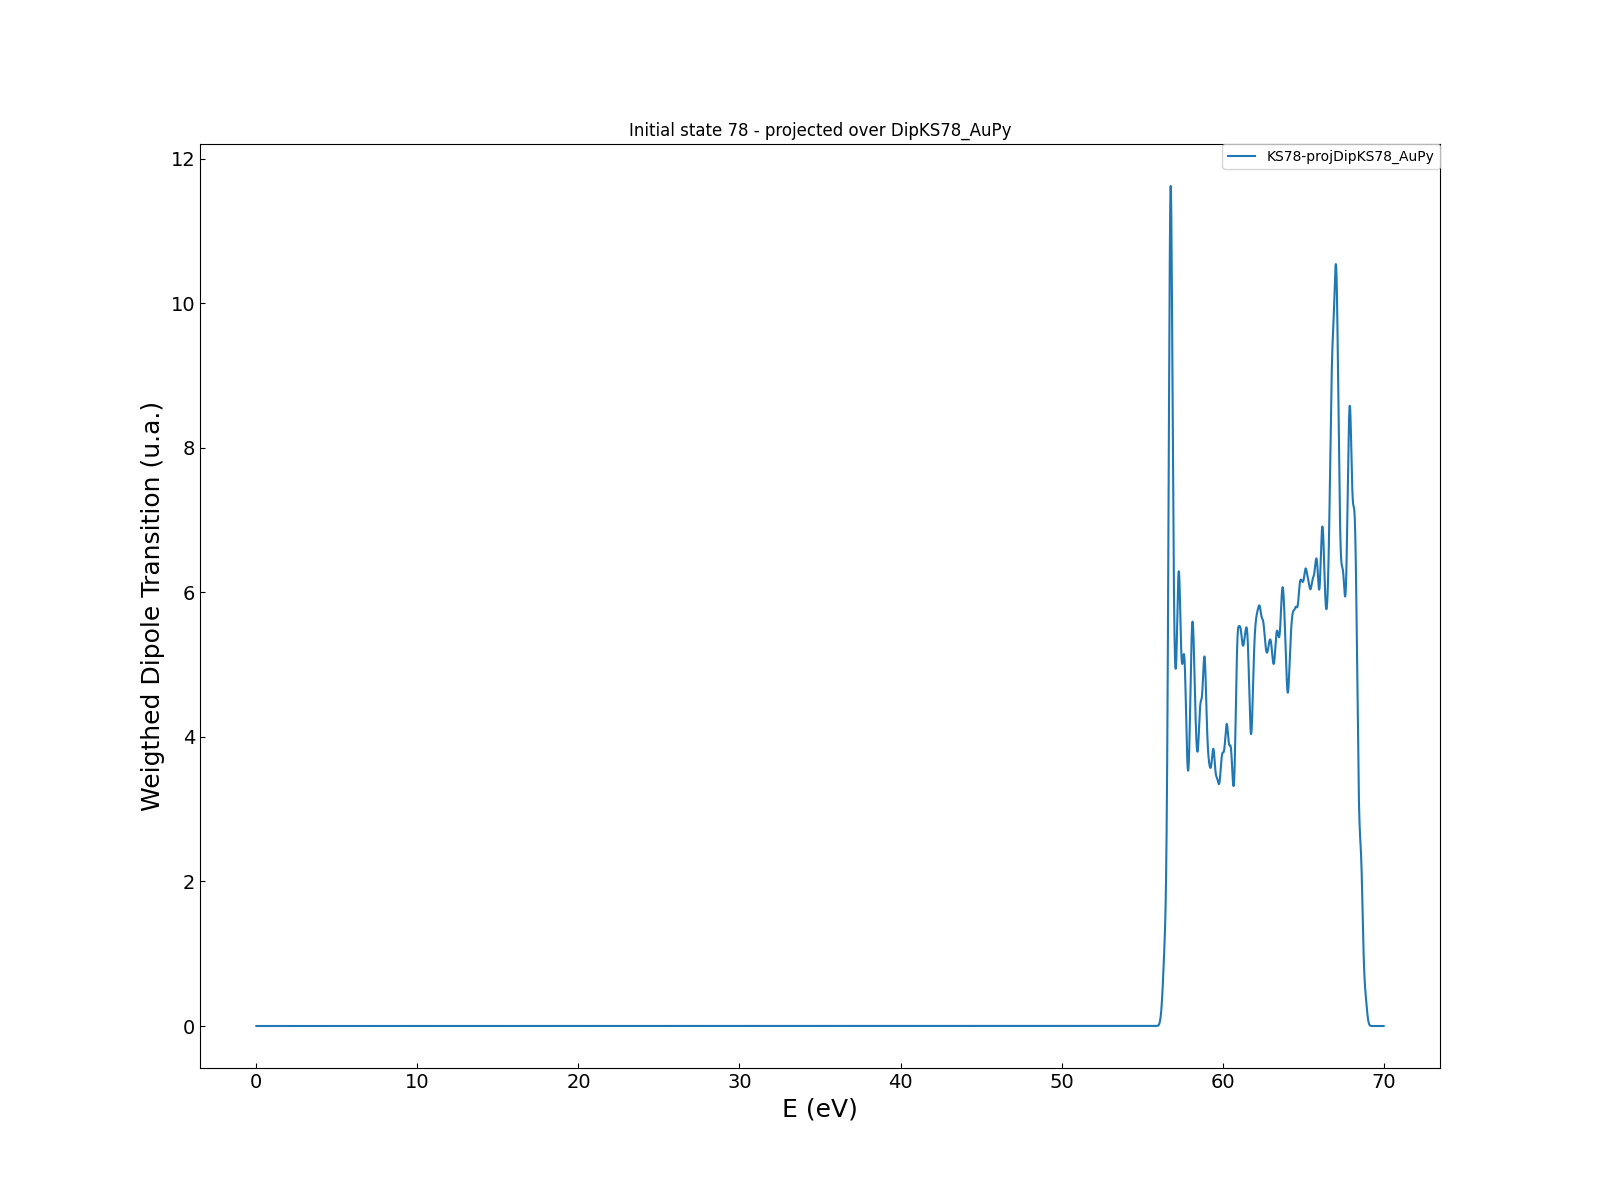 Initial state 78 - projected over DipKS78_AuPy
KS78-projDipKS78_AuPy
Weigthed Dipole Transition (u.a.)
12
10
8
6
4
2
0
0 10 20 30 40 50 60 70
E (eV)